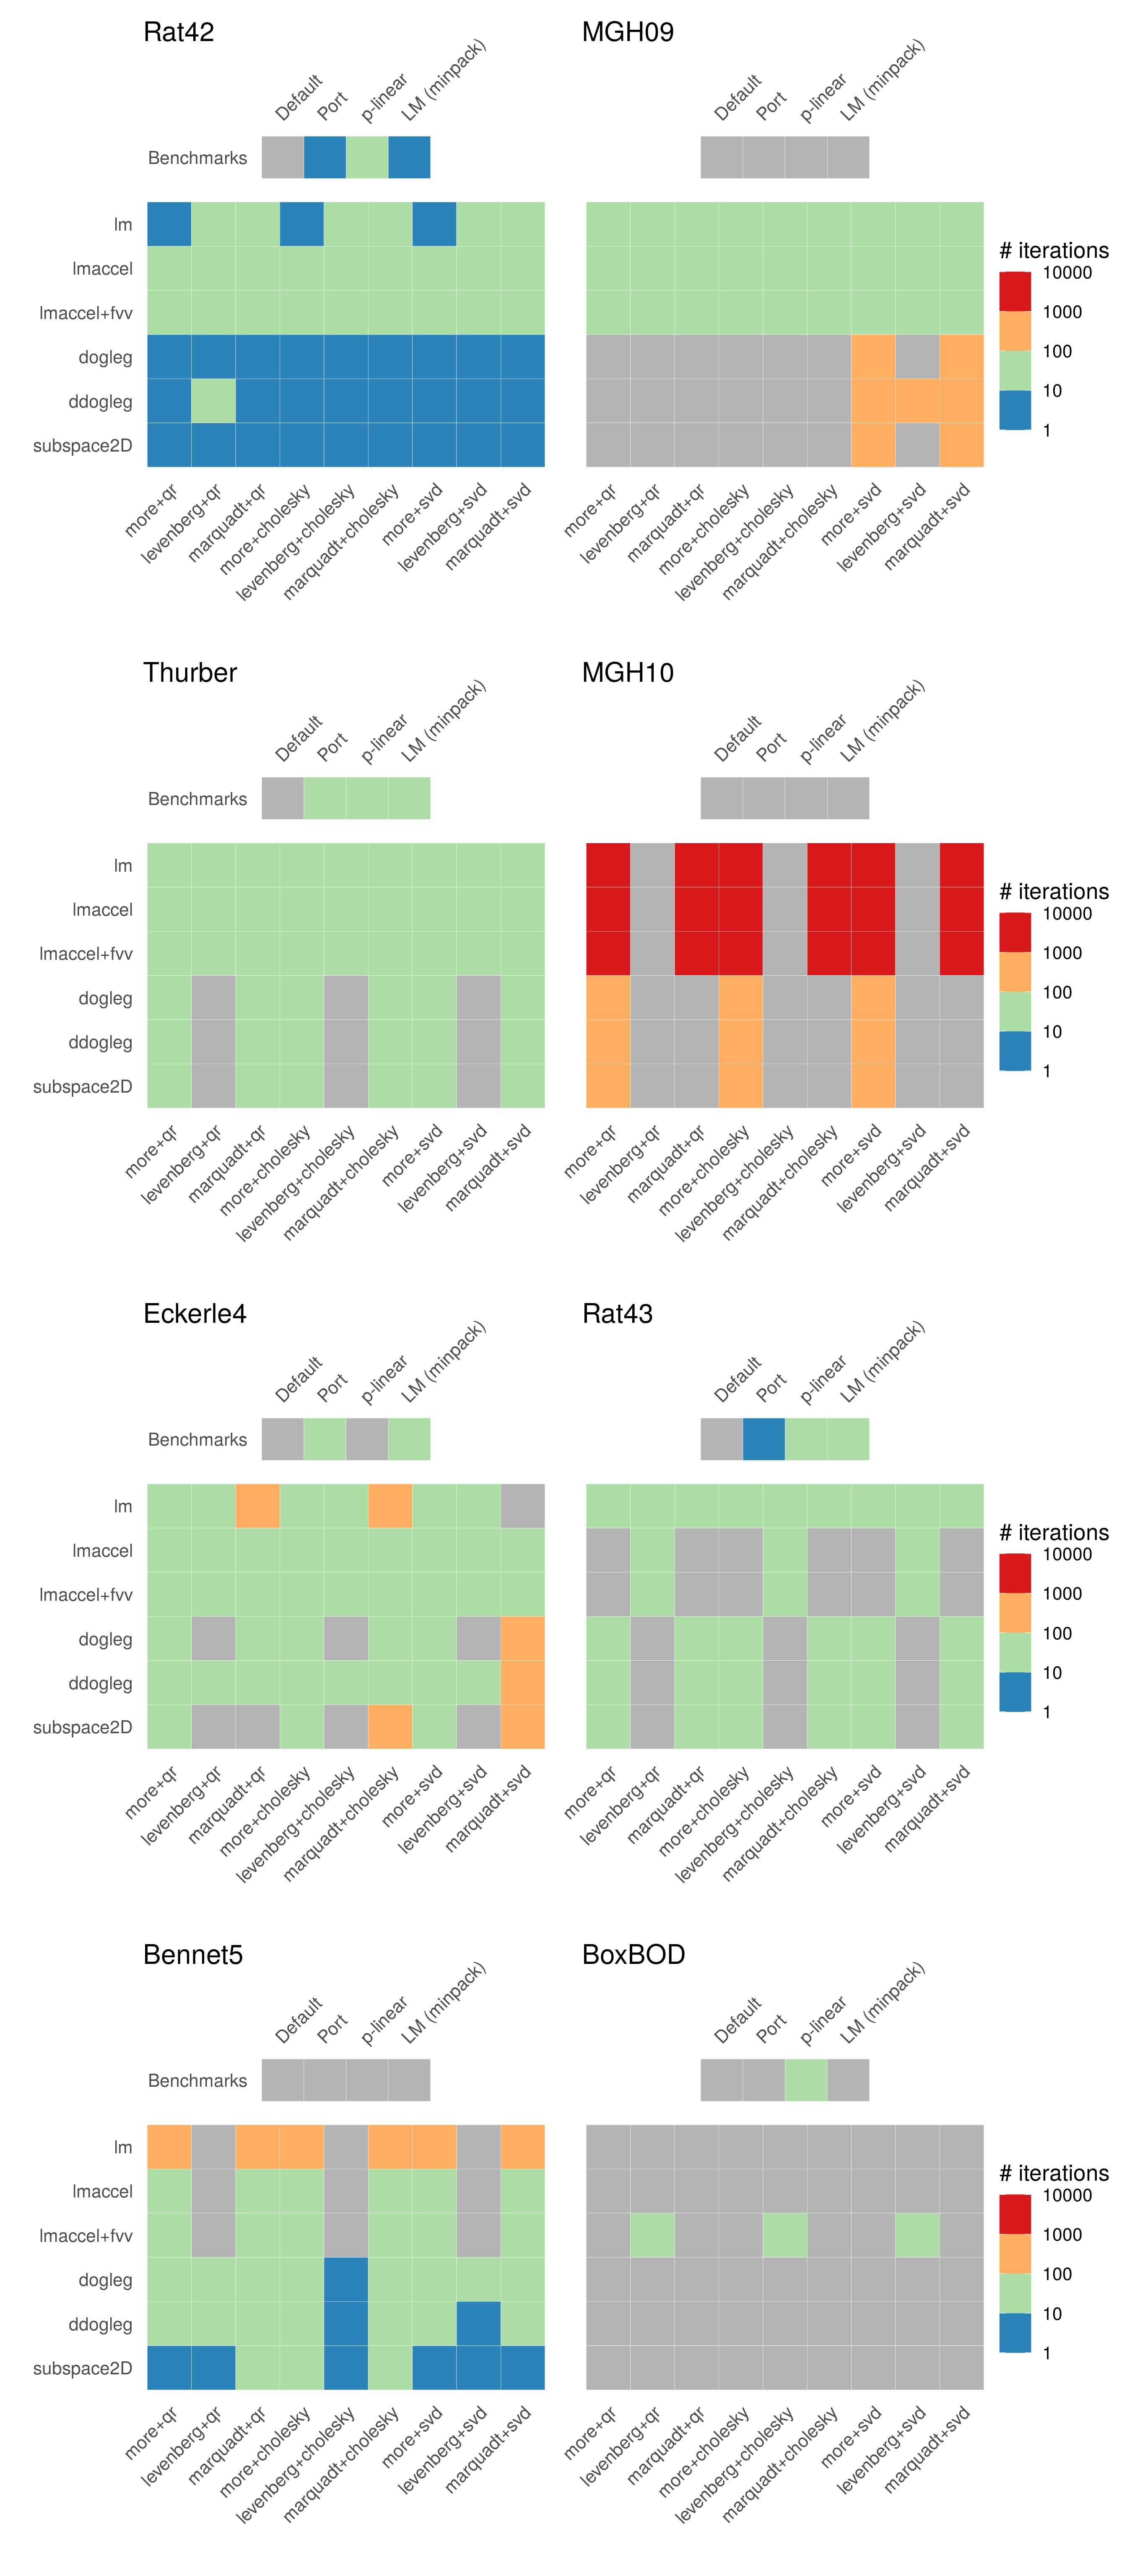 Rat42
MGH09
Default
Port
p-linear
LM (minpack)
Default
Port
p-linear
LM (minpack)
Benchmarks
lm
lmaccel
lmaccel+fvv
dogleg
ddogleg
subspace2D
# iterations
10000
1000
100
10
1
more+qr
levenberg+qr
marquadt+qr
more+cholesky
levenberg+cholesky
marquadt+cholesky
more+svd
levenberg+svd
marquadt+svd
more+qr
levenberg+qr
marquadt+qr
more+cholesky
levenberg+cholesky
marquadt+cholesky
more+svd
levenberg+svd
marquadt+svd
Thurber
MGH10
Default
Port
p-linear
LM (minpack)
Default
Port
p-linear
LM (minpack)
Benchmarks
lm
lmaccel
lmaccel+fvv
dogleg
ddogleg
subspace2D
# iterations
10000
1000
100
10
1
more+qr
levenberg+qr
marquadt+qr
more+cholesky
levenberg+cholesky
marquadt+cholesky
more+svd
levenberg+svd
marquadt+svd
more+qr
levenberg+qr
marquadt+qr
more+cholesky
levenberg+cholesky
marquadt+cholesky
more+svd
levenberg+svd
marquadt+svd
Eckerle4
Rat43
Default
Port
p-linear
LM (minpack)
Default
Port
p-linear
LM (minpack)
Benchmarks
lm
lmaccel
lmaccel+fvv
dogleg
ddogleg
subspace2D
# iterations
10000
1000
100
10
1
more+qr
levenberg+qr
marquadt+qr
more+cholesky
levenberg+cholesky
marquadt+cholesky
more+svd
levenberg+svd
marquadt+svd
more+qr
levenberg+qr
marquadt+qr
more+cholesky
levenberg+cholesky
marquadt+cholesky
more+svd
levenberg+svd
marquadt+svd
Bennet5
BoxBOD
Default
Port
p-linear
LM (minpack)
Default
Port
p-linear
LM (minpack)
Benchmarks
lm
lmaccel
lmaccel+fvv
dogleg
ddogleg
subspace2D
# iterations
10000
1000
100
10
1
more+qr
levenberg+qr
marquadt+qr
more+cholesky
levenberg+cholesky
marquadt+cholesky
more+svd
levenberg+svd
marquadt+svd
more+qr
levenberg+qr
marquadt+qr
more+cholesky
levenberg+cholesky
marquadt+cholesky
more+svd
levenberg+svd
marquadt+svd